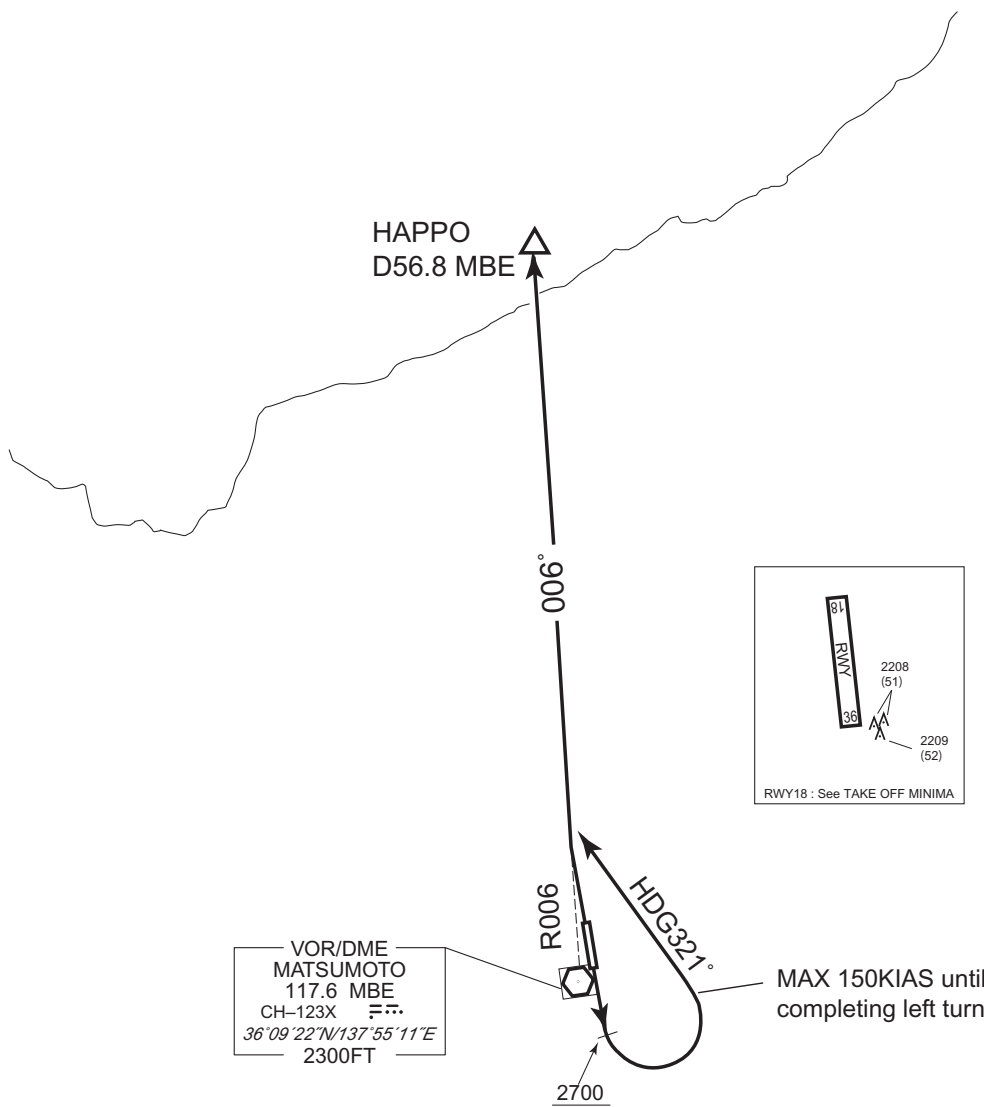 HAPPO
D56.8 MBE
006°
18
RWY
36
2208
(51)
2209
(52)
RWY18 : See TAKE OFF MINIMA
R006
HDG321°
VOR/DME
MATSUMOTO
117.6 MBE
CH–123X
36°09´22˝N/137°55´11˝E
2300FT
MAX 150KIAS until
completing left turn
2700